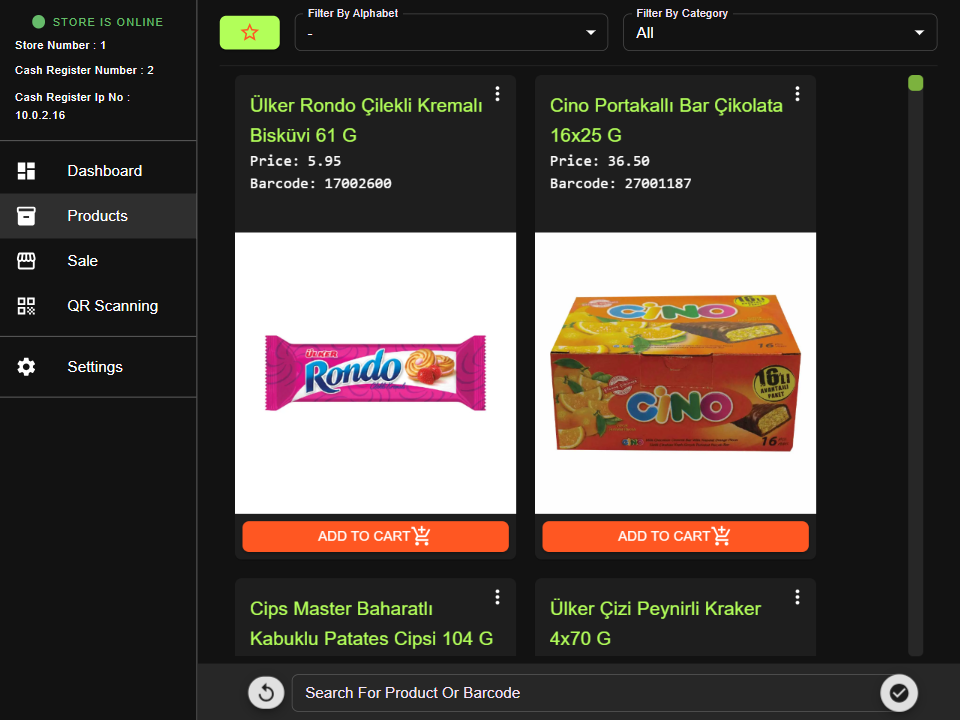 STORE IS ONLINE
Store Number : 1
Cash Register Number : 2
Cash Register Ip No :
10.0.2.16
Dashboard
Products
Sale
QR Scanning
Settings
Filter By Alphabet
-
Filter By Category
All
Ülker Rondo Çilekli Kremalı
Bisküvi 61 G
Price: 5.95
Barcode: 17002600
ÜLKER
Rondo
ADD TO CART
Cino Portakallı Bar Çikolata
16x25 G
Price: 36.50
Barcode: 27001187
CINO
16
16'LI
AVANTAJLI
PAKET
CINO
16
ADD TO CART
Cips Master Baharatlı
Kabuklu Patates Cipsi 104 G
Ülker Çizi Peynirli Kraker
4x70 G
Search For Product Or Barcode